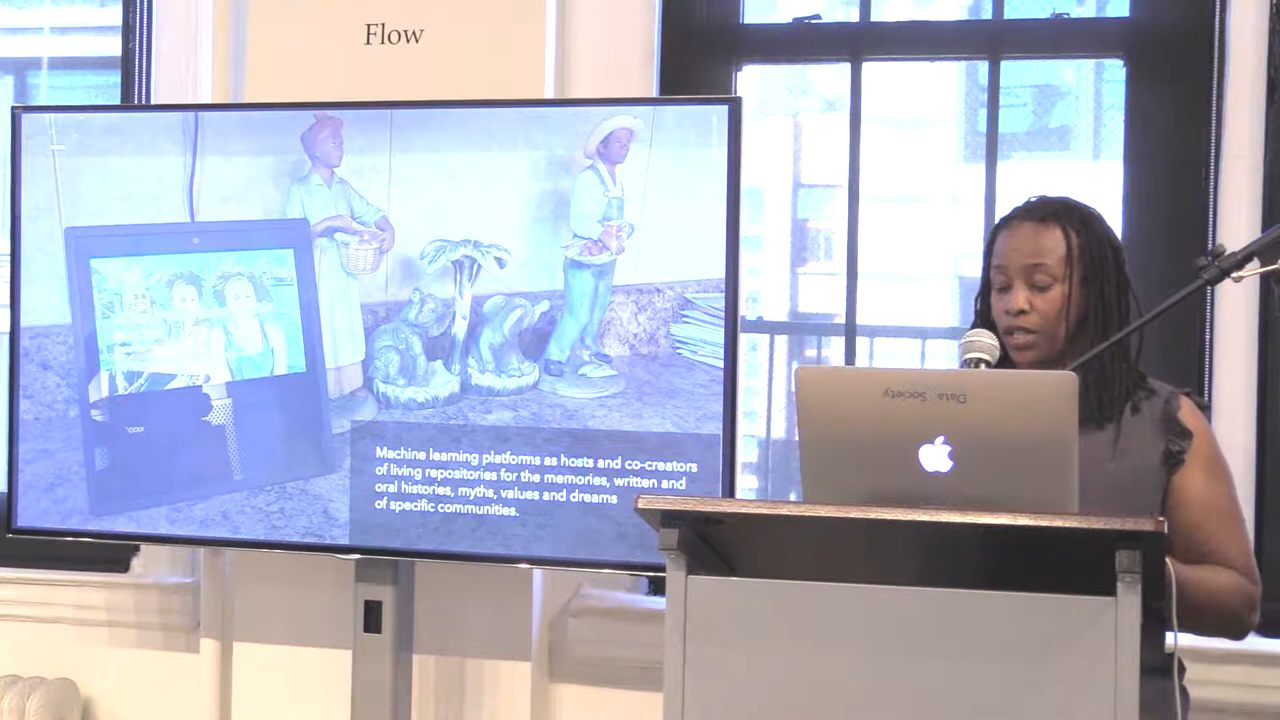 Flow
Machine learning platforms as hosts and co-creators
of living repositories for the memories, written and
oral histories, myths, values and dreams
of specific communities.
Data & Society